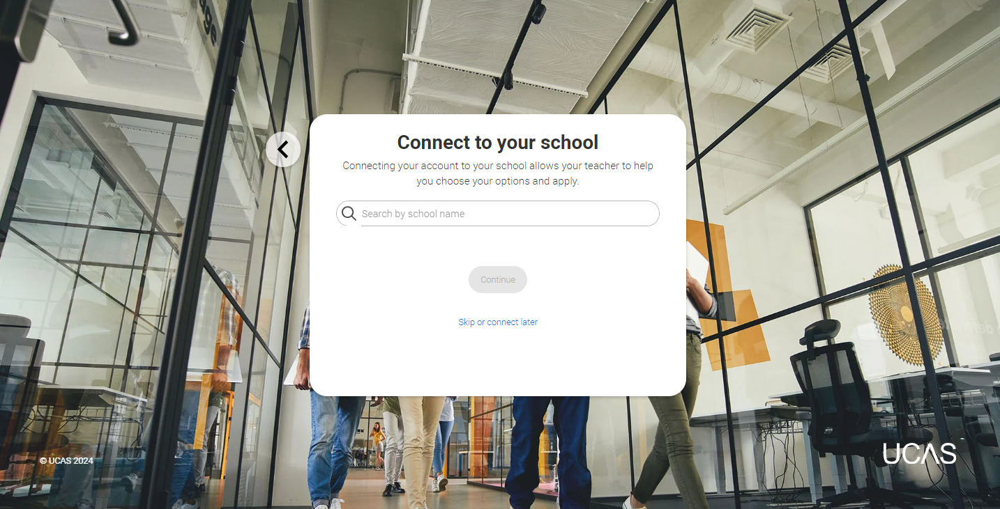 Connect to your school
Connecting your account to your school allows your teacher to help
you choose your options and apply.
Search by school name
Continue
Skip or connect later
© UCAS 2024
UCAS